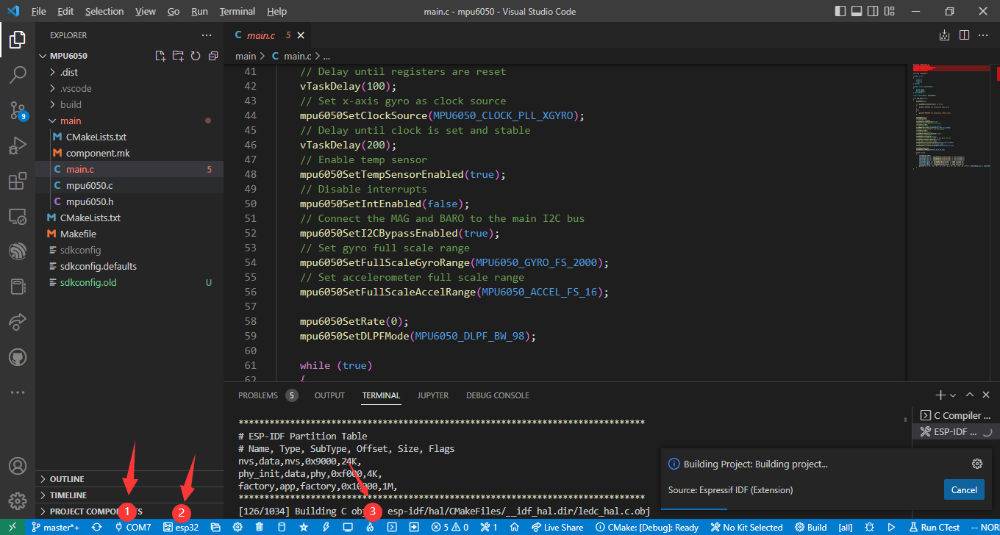 File Edit Selection View Go Run Terminal Help
main.c - mpu6050 - Visual Studio Code
EXPLORER
MPU6050
.dist
.vscode
build
main
CMakeLists.txt
component.mk
main.c 5
mpu6050.c
mpu6050.h
CMakeLists.txt
Makefile
sdkconfig
sdkconfig.defaults
sdkconfig.old U
OUTLINE
TIMELINE
PROJECT COMPONENTS
9
main.c 5
main > C main.c > ...
41 // Delay until registers are reset
42 vTaskDelay(100);
43 // Set x-axis gyro as clock source
44 mpu6050SetClockSource(MPU6050_CLOCK_PLL_XGYRO);
45 // Delay until clock is set and stable
46 vTaskDelay(200);
47 // Enable temp sensor
48 mpu6050SetTempSensorEnabled(true);
49 // Disable interrupts
50 mpu6050SetIntEnabled(false);
51 // Connect the MAG and BARO to the main I2C bus
52 mpu6050SetI2CBypassEnabled(true);
53 // Set gyro full scale range
54 mpu6050SetFullScaleGyroRange(MPU6050_GYRO_FS_2000);
55 // Set accelerometer full scale range
56 mpu6050SetFullScaleAccelRange(MPU6050_ACCEL_FS_16);
57
58 mpu6050SetRate(0);
59 mpu6050SetDLPFMode(MPU6050_DLPF_BW_98);
60
61 while (true)
62 {
PROBLEMS 5 OUTPUT TERMINAL JUPYTER DEBUG CONSOLE
*******************************************************************************
# ESP-IDF Partition Table
# Name, Type, SubType, Offset, Size, Flags
nvs,data,nvs,0x9000,24K,
phy_init,data,phy,0xf000,4K,
factory,app,factory,0x10000,1M,
*******************************************************************************
[126/1034] Building C object esp-idf/hal/CMakeFiles/__idf_hal.dir/ledc_hal.c.obj
C Compiler ...
ESP-IDF ...
Building Project: Building project...
Source: Espressif IDF (Extension)
Cancel
1
2
3
master*+ COM7 esp32 5 0 1 Live Share CMake: [Debug]: Ready No Kit Selected Build [all] Run CTest -- NOR